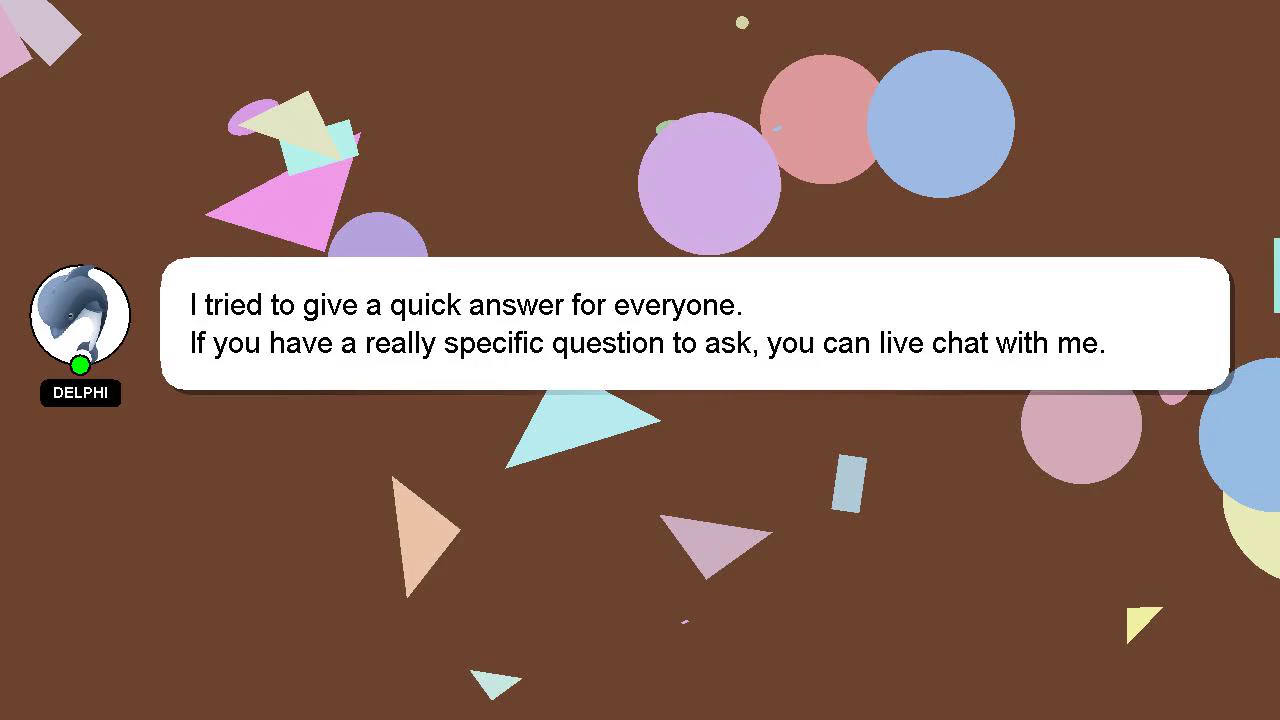 I tried to give a quick answer for everyone.
If you have a really specific question to ask, you can live chat with me.
DELPHI